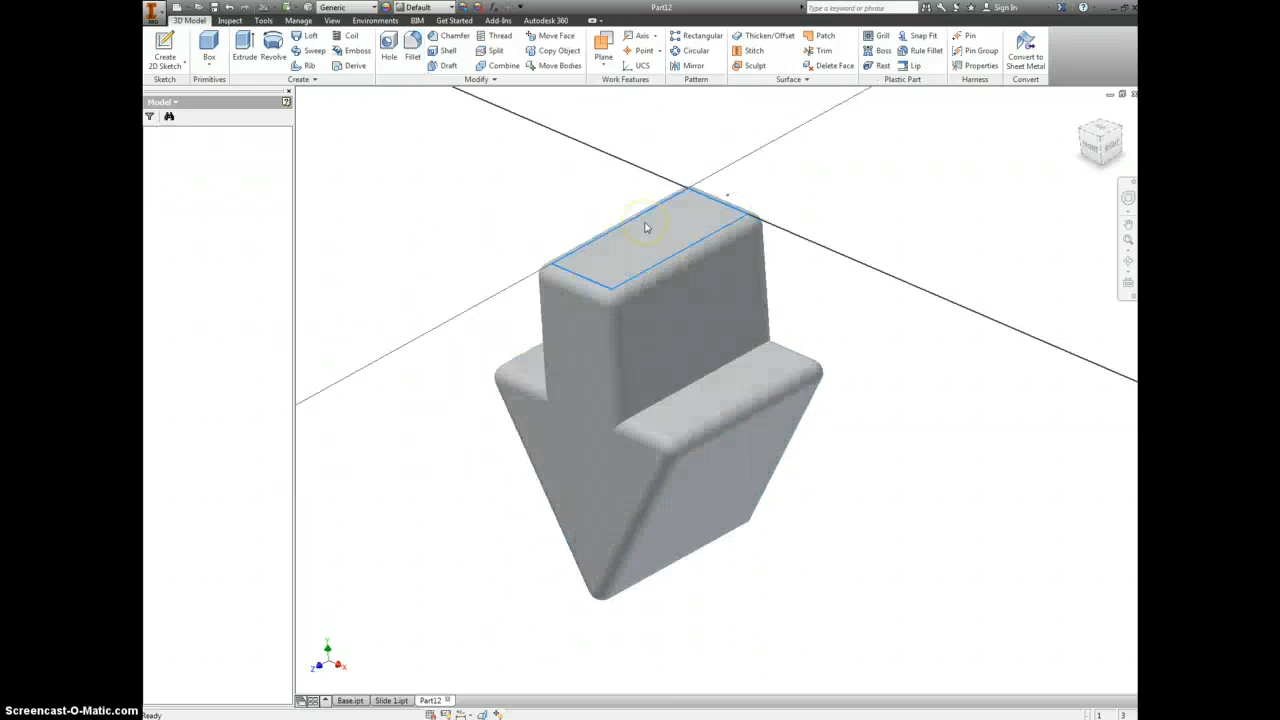 Generic Default Part12 Type a keyword or phrase Sign In
PRO 3D Model Inspect Tools Manage View Environments BIM Get Started Add-Ins Autodesk 360
Loft Coil Chamfer Thread Move Face Axis Rectangular Thicken/Offset Patch Grill Snap Fit Pin
Create 2D Sketch Box Extrude Revolve Sweep Emboss Hole Fillet Shell Split Copy Object Plane Point Circular Stitch Trim Boss Rule Fillet Pin Group Convert to Sheet Metal
Rib Derive Draft Combine Move Bodies UCS Mirror Sculpt Delete Face Rest Lip Properties
Sketch Primitives Create Modify Work Features Pattern Surface Plastic Part Harness Convert
Model
FRONT RIGHT
Y
Z X
Base.ipt Slide 1.ipt Part12
Screencast-O-Matic.com Ready 1 3